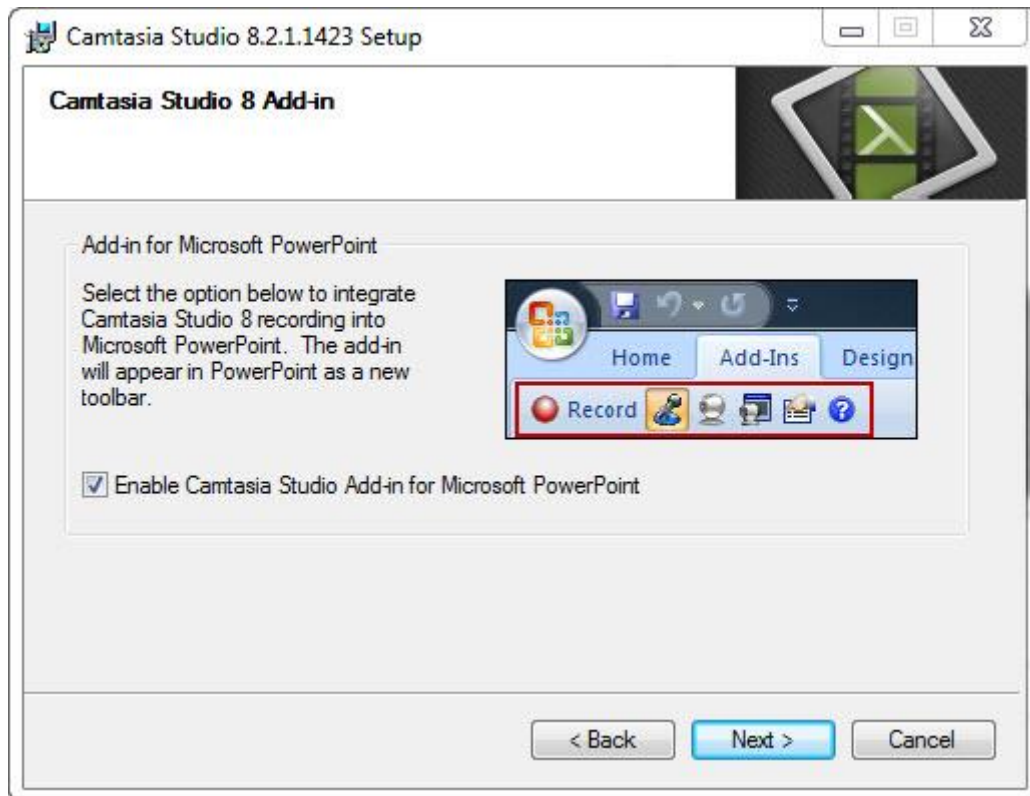 Camtasia Studio 8.2.1.1423 Setup
Camtasia Studio 8 Add-in
Add-in for Microsoft PowerPoint
Select the option below to integrate
Camtasia Studio 8 recording into
Microsoft PowerPoint.  The add-in
will appear in PowerPoint as a new
toolbar.
Home Add-Ins Design
Record
Enable Camtasia Studio Add-in for Microsoft PowerPoint
< Back Next > Cancel